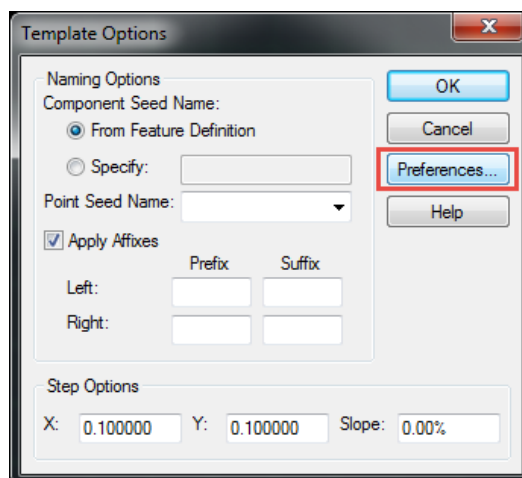 Template Options
Naming Options
OK
Component Seed Name:
From Feature Definition
Cancel
Specify:
Preferences...
Point Seed Name:
Help
Apply Affixes
Prefix Suffix
Left:
Right:
Step Options
X: 0.100000 Y: 0.100000 Slope: 0.00%